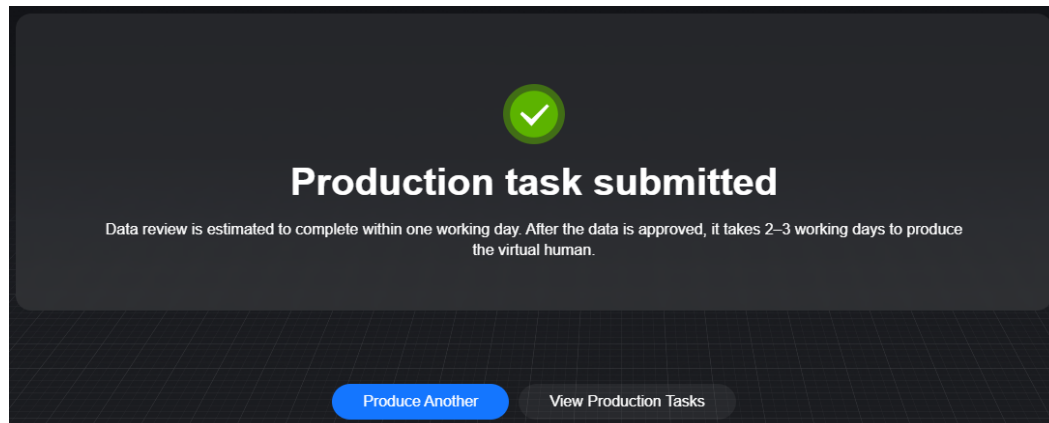 Production task submitted
Data review is estimated to complete within one working day. After the data is approved, it takes 2–3 working days to produce
the virtual human.
Produce Another
View Production Tasks